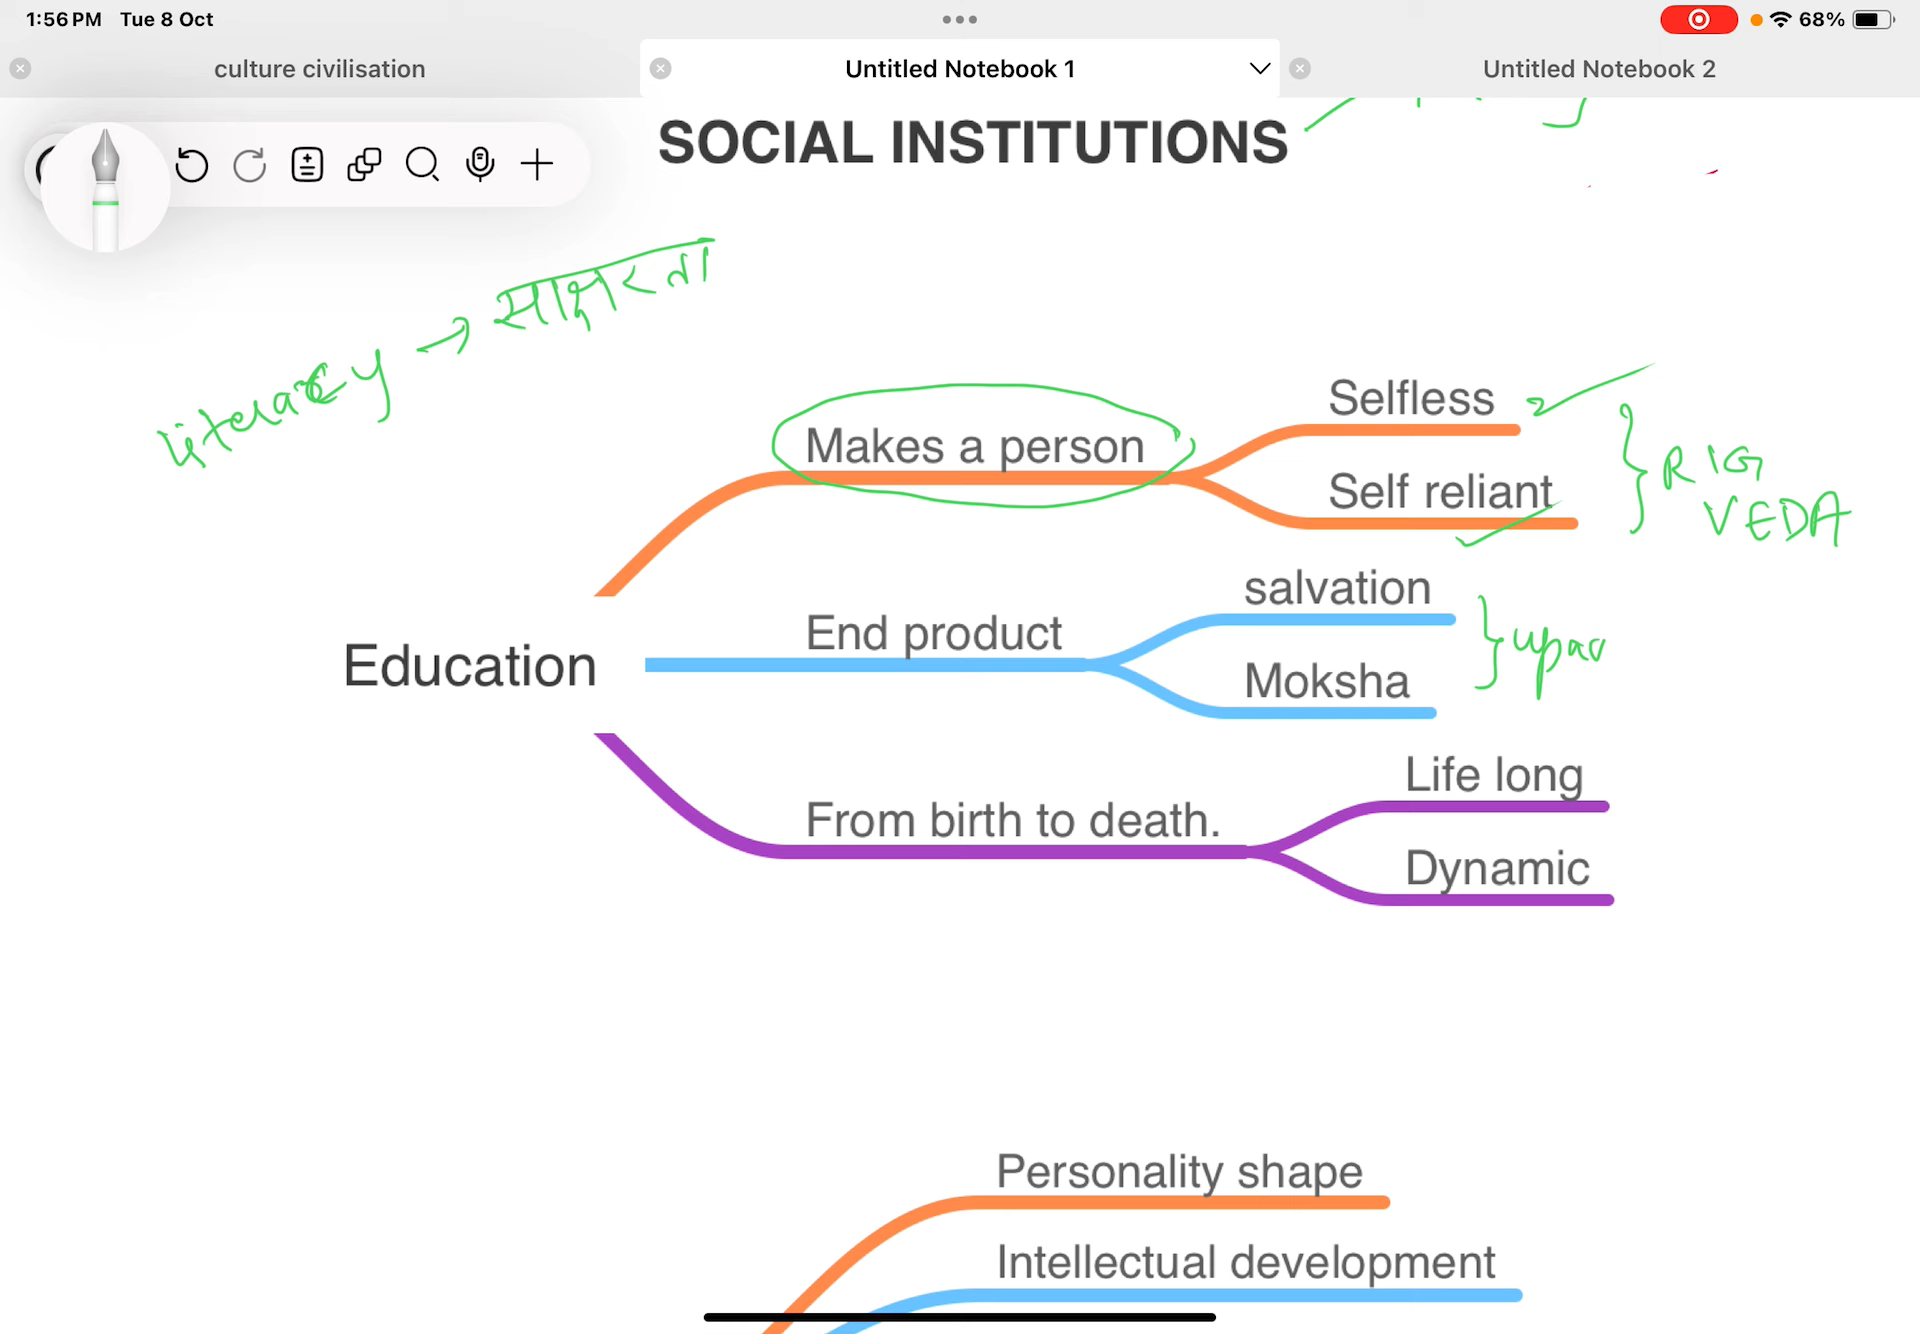 1:56 PM Tue 8 Oct
68%
culture civilisation
Untitled Notebook 1
Untitled Notebook 2
SOCIAL INSTITUTIONS
literacy → साक्षरता
Makes a person
Selfless
Self reliant
RIG
VEDA
Education
End product
salvation
Moksha
From birth to death.
Life long
Dynamic
Personality shape
Intellectual development